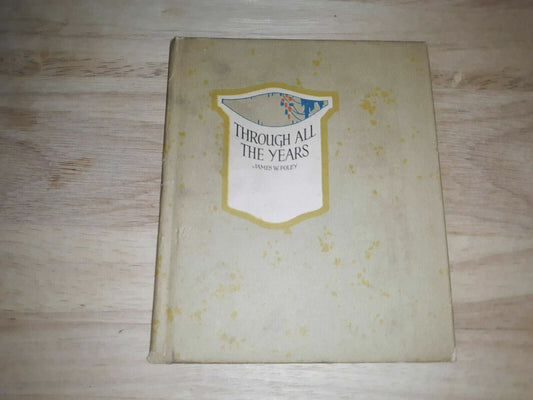 THROUGH ALL
THE YEARS
JAMES W. FOLEY